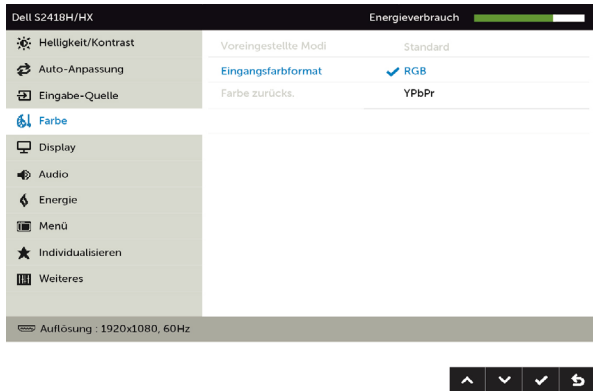 Dell S2418H/HX Energieverbrauch
Helligkeit/Kontrast Voreingestellte Modi Standard
Auto-Anpassung Eingangsfarbformat RGB
Eingabe-Quelle Farbe zurücks. YPbPr
Farbe
Display
Audio
Energie
Menü
Individualisieren
Weiteres
Auflösung : 1920x1080, 60Hz